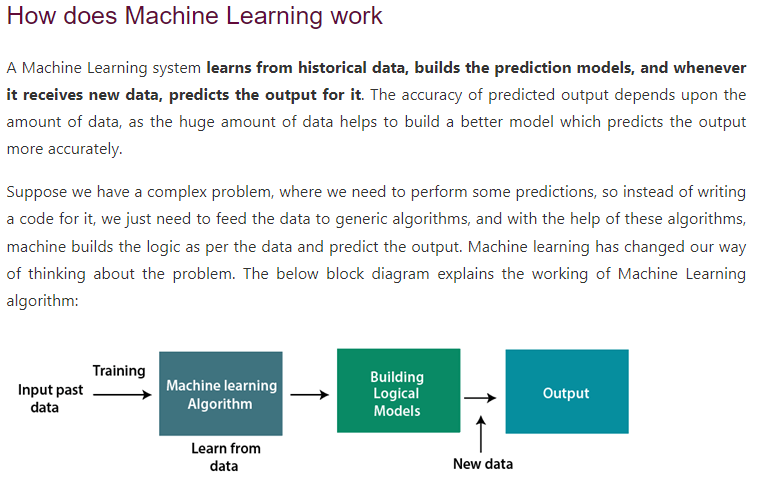 How does Machine Learning work
A Machine Learning system learns from historical data, builds the prediction models, and whenever
it receives new data, predicts the output for it. The accuracy of predicted output depends upon the
amount of data, as the huge amount of data helps to build a better model which predicts the output
more accurately.
Suppose we have a complex problem, where we need to perform some predictions, so instead of writing
a code for it, we just need to feed the data to generic algorithms, and with the help of these algorithms,
machine builds the logic as per the data and predict the output. Machine learning has changed our way
of thinking about the problem. The below block diagram explains the working of Machine Learning
algorithm:
Input past
data
Training
Machine learning
Algorithm
Learn from
data
Building
Logical
Models
New data
Output